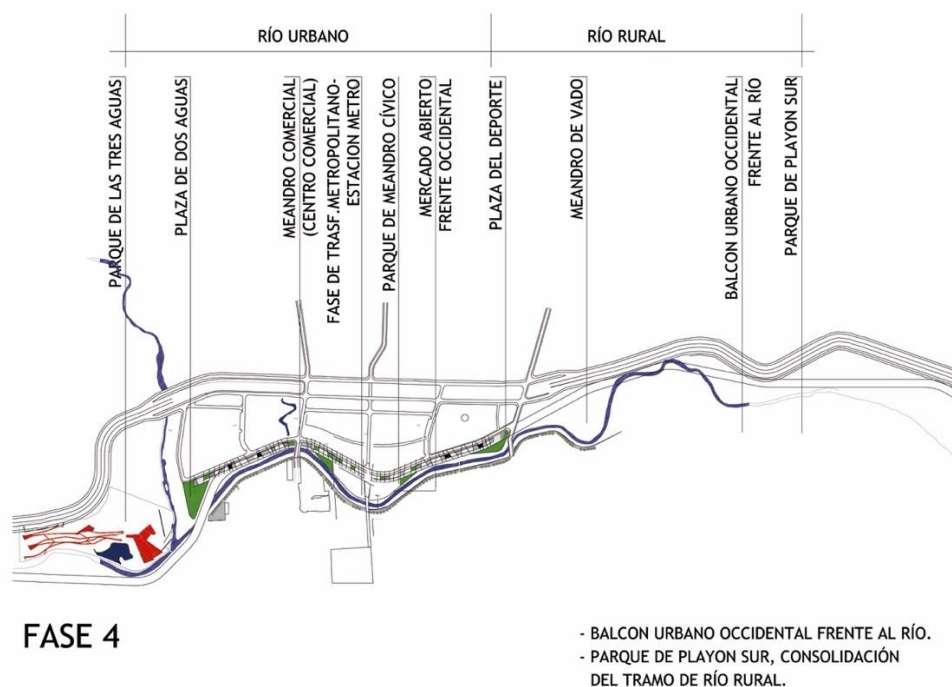 RÍO URBANO
RÍO RURAL
PARQUE DE LAS TRES AGUAS
PLAZA DE DOS AGUAS
MEANDRO COMERCIAL
(CENTRO COMERCIAL)
FASE DE TRASF.METROPOLITANO-
ESTACION METRO
PARQUE DE MEANDRO CÍVICO
MERCADO ABIERTO
FRENTE OCCIDENTAL
PLAZA DEL DEPORTE
MEANDRO DE VADO
BALCON URBANO OCCIDENTAL
FRENTE AL RÍO
PARQUE DE PLAYON SUR
FASE 4
- BALCON URBANO OCCIDENTAL FRENTE AL RÍO.
- PARQUE DE PLAYON SUR, CONSOLIDACIÓN
DEL TRAMO DE RÍO RURAL.